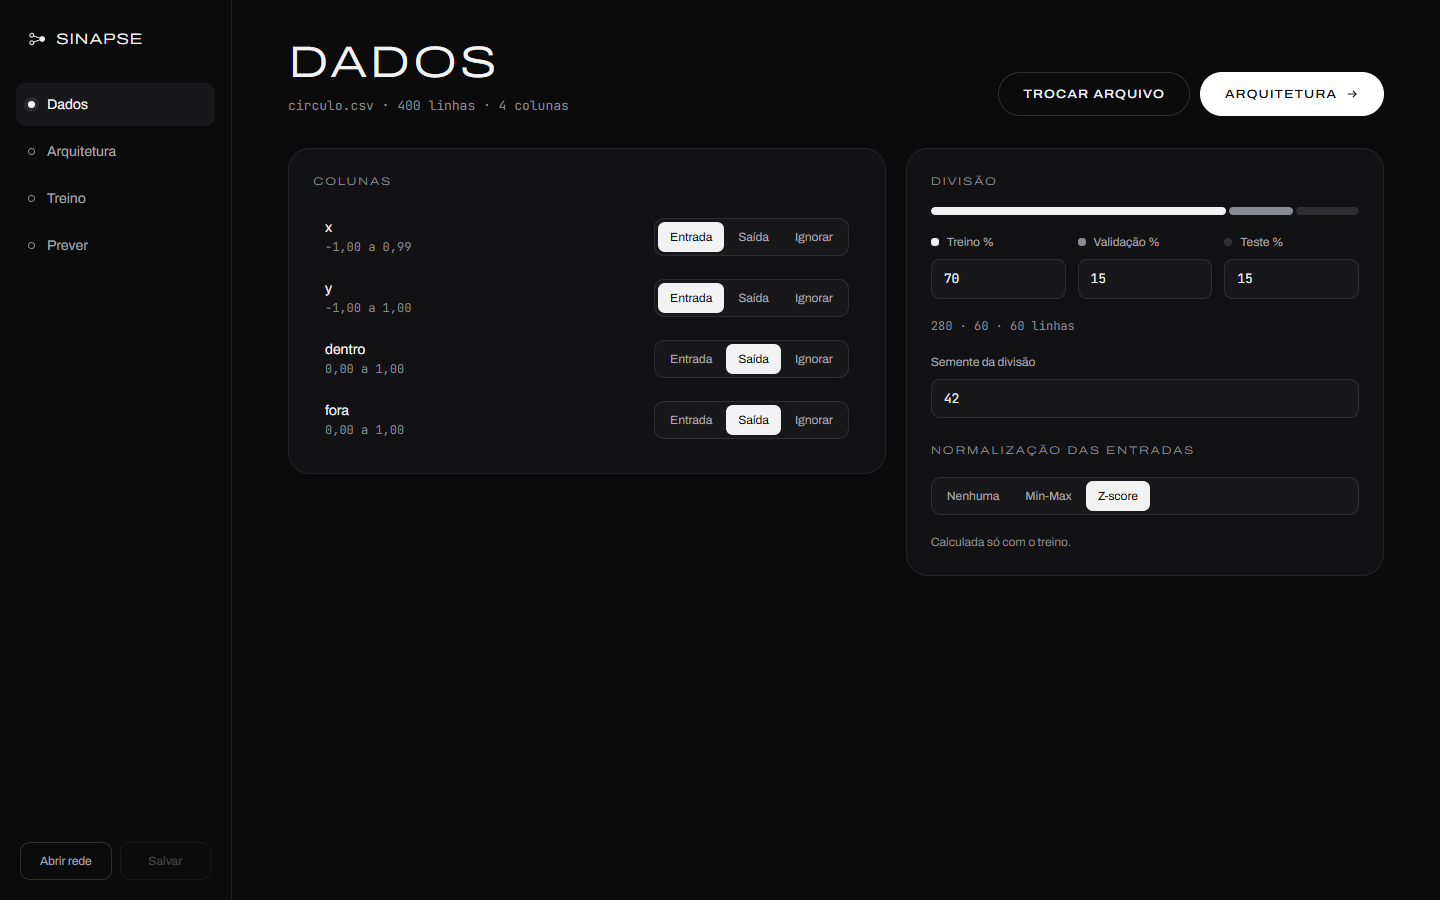 SINAPSE
Dados
Arquitetura
Treino
Prever
Abrir rede
Salvar
DADOS
circulo.csv · 400 linhas · 4 colunas
TROCAR ARQUIVO
ARQUITETURA →
COLUNAS
x
-1,00 a 0,99
Entrada Saída Ignorar
y
-1,00 a 1,00
Entrada Saída Ignorar
dentro
0,00 a 1,00
Entrada Saída Ignorar
fora
0,00 a 1,00
Entrada Saída Ignorar
DIVISÃO
Treino % Validação % Teste %
70 15 15
280 · 60 · 60 linhas
Semente da divisão
42
NORMALIZAÇÃO DAS ENTRADAS
Nenhuma Min-Max Z-score
Calculada só com o treino.